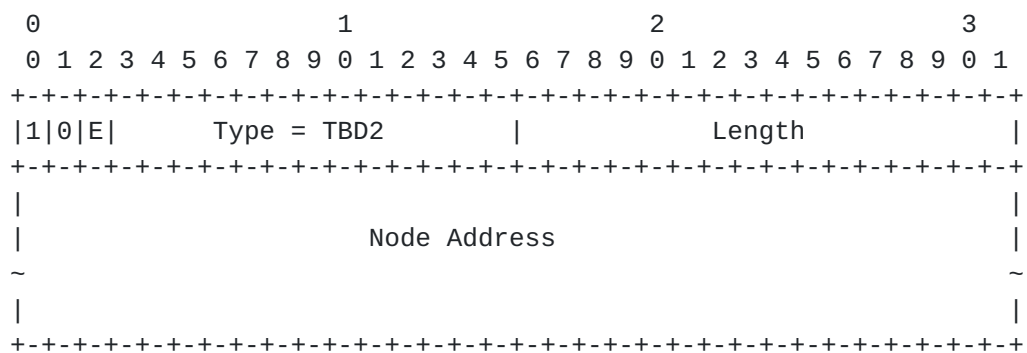 0                   1                   2                   3
 0 1 2 3 4 5 6 7 8 9 0 1 2 3 4 5 6 7 8 9 0 1 2 3 4 5 6 7 8 9 0 1
+-+-+-+-+-+-+-+-+-+-+-+-+-+-+-+-+-+-+-+-+-+-+-+-+-+-+-+-+-+-+-+-+
|1|0|E|      Type = TBD2        |            Length             |
+-+-+-+-+-+-+-+-+-+-+-+-+-+-+-+-+-+-+-+-+-+-+-+-+-+-+-+-+-+-+-+-+
|                                                               |
|                      Node Address                             |
~                                                               ~
|                                                               |
+-+-+-+-+-+-+-+-+-+-+-+-+-+-+-+-+-+-+-+-+-+-+-+-+-+-+-+-+-+-+-+-+